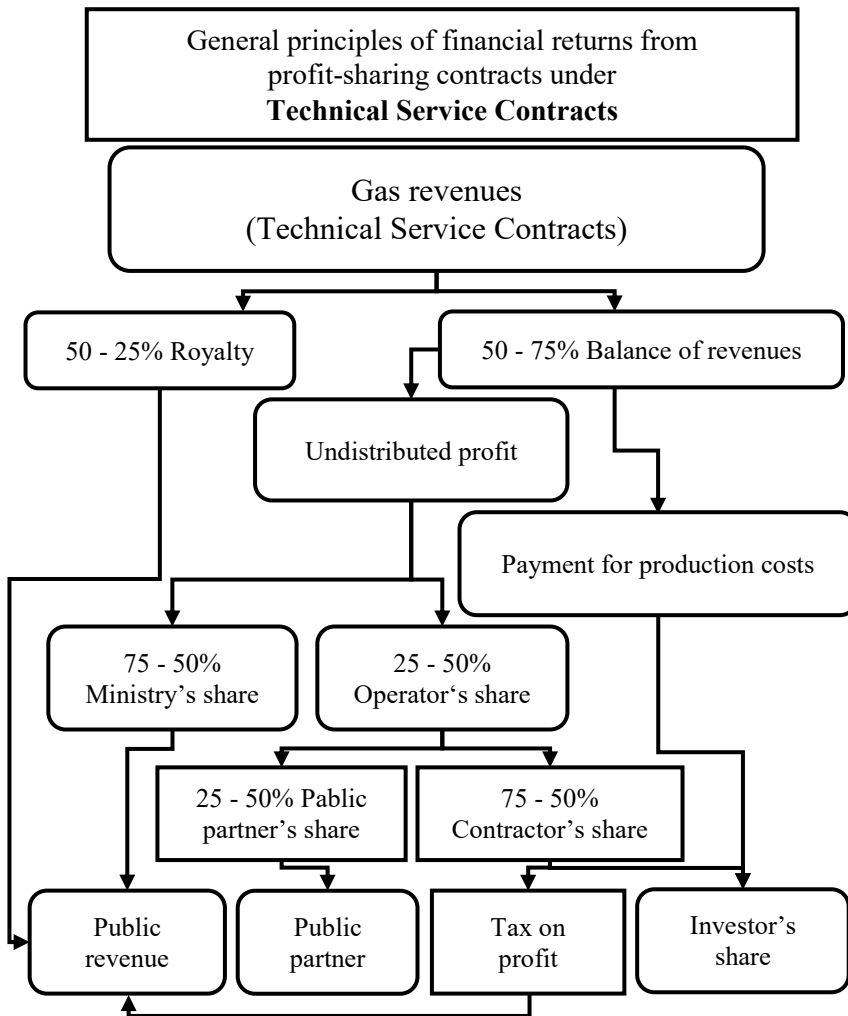 General principles of financial returns from
profit-sharing contracts under
Technical Service Contracts
Gas revenues
(Technical Service Contracts)
50 - 25% Royalty
50 - 75% Balance of revenues
Undistributed profit
Payment for production costs
75 - 50%
Ministry’s share
25 - 50%
Operator‘s share
25 - 50% Public
partner’s share
75 - 50%
Contractor’s share
Public
revenue
Public
partner
Tax on
profit
Investor’s
share